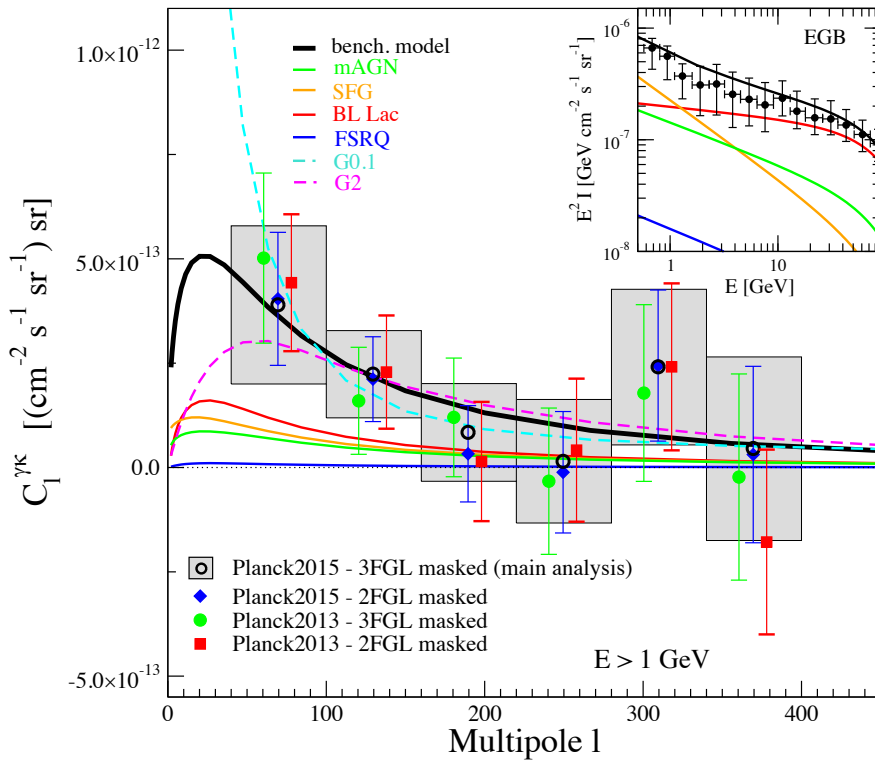 1.0×10⁻¹²
5.0×10⁻¹³
0.0
-5.0×10⁻¹³
C_l^γκ [(cm⁻² s⁻¹ sr⁻¹) sr]
bench. model
mAGN
SFG
BL Lac
FSRQ
G0.1
G2
EGB
10⁻⁶
10⁻⁷
10⁻⁸
E² I [GeV cm⁻² s⁻¹ sr⁻¹]
1 10
E [GeV]
Planck2015 - 3FGL masked (main analysis)
Planck2015 - 2FGL masked
Planck2013 - 3FGL masked
Planck2013 - 2FGL masked
E > 1 GeV
0 100 200 300 400
Multipole l